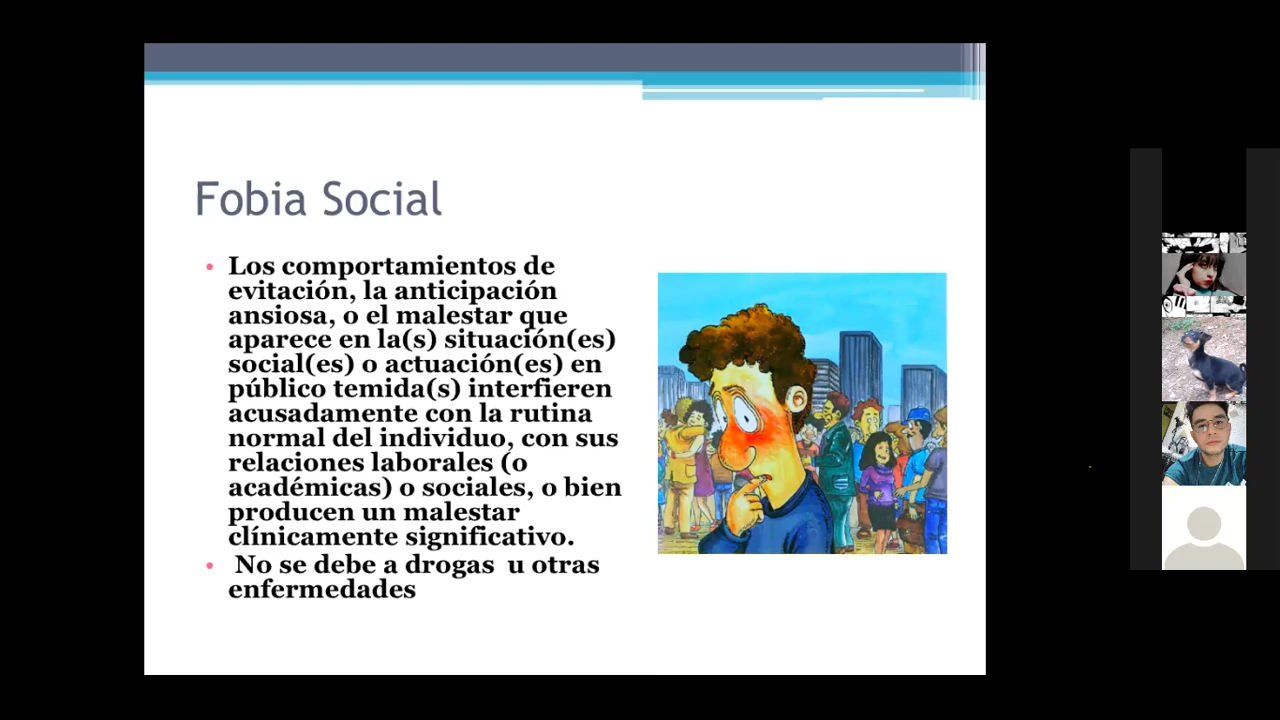 Fobia Social
• Los comportamientos de
evitación, la anticipación
ansiosa, o el malestar que
aparece en la(s) situación(es)
social(es) o actuación(es) en
público temida(s) interfieren
acusadamente con la rutina
normal del individuo, con sus
relaciones laborales (o
académicas) o sociales, o bien
producen un malestar
clínicamente significativo.
• No se debe a drogas u otras
enfermedades